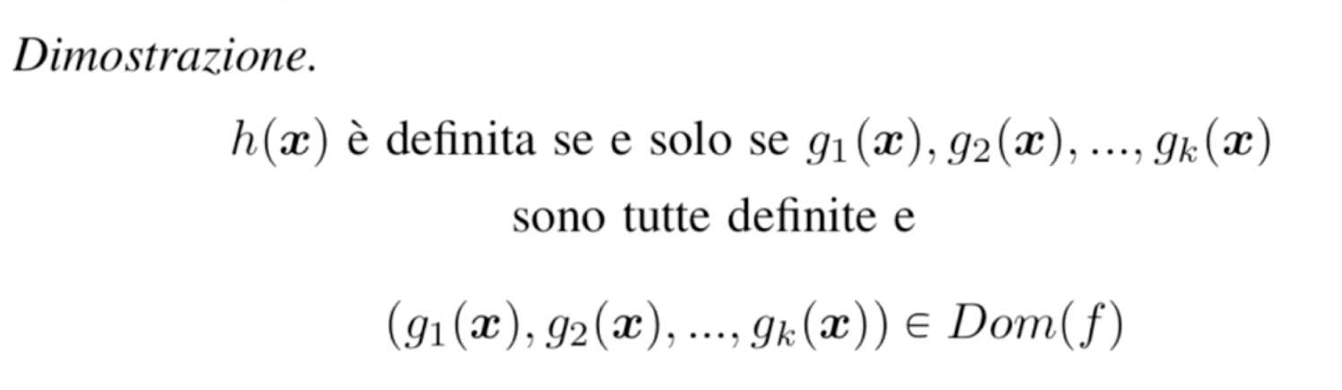 Dimostrazione.
h(x) è definita se e solo se g₁(x), g₂(x), ..., gₖ(x)
sono tutte definite e
(g₁(x), g₂(x), ..., gₖ(x)) ∈ Dom(f)